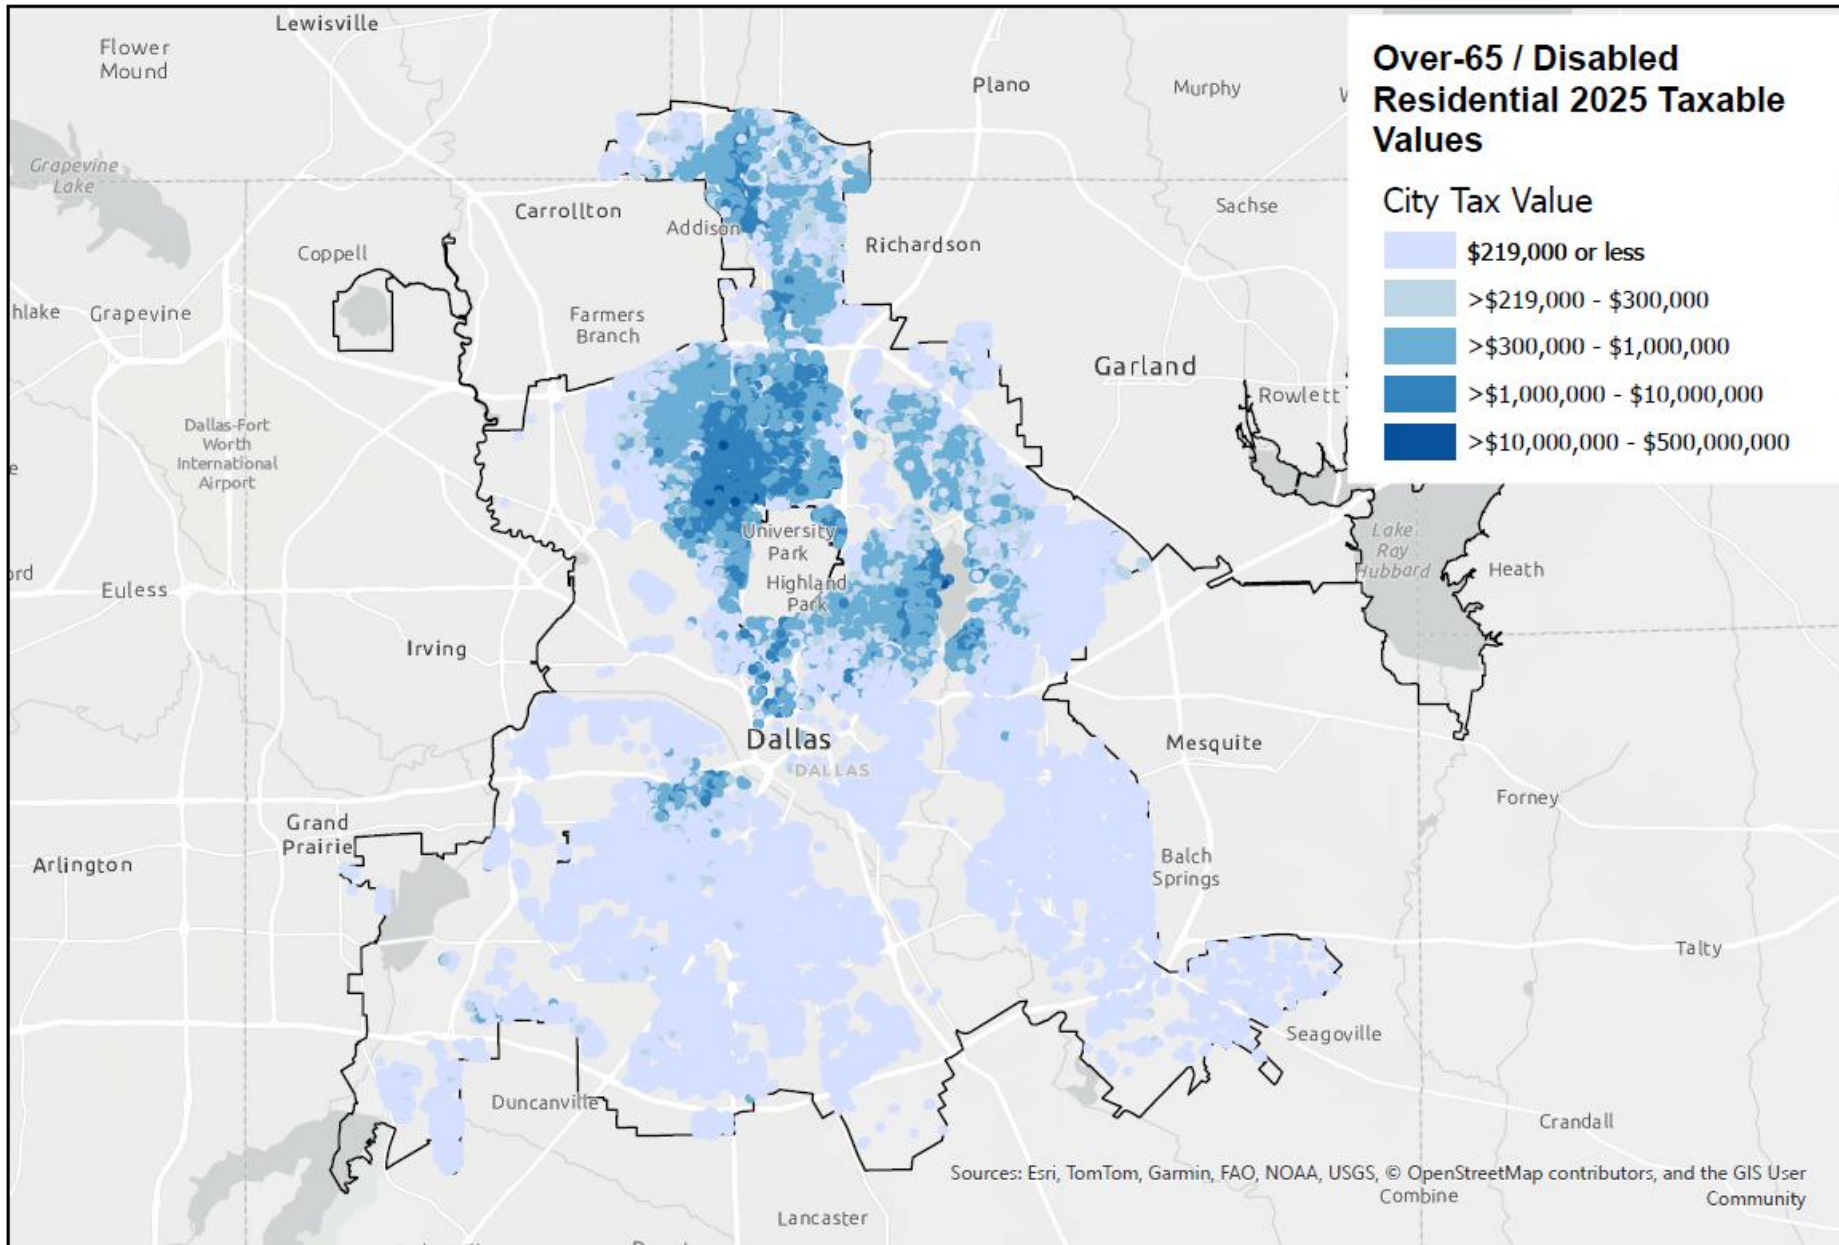 Lewisville
Flower
Mound
Plano
Murphy
Over-65 / Disabled
Residential 2025 Taxable
Values
City Tax Value
$219,000 or less
>$219,000 - $300,000
>$300,000 - $1,000,000
>$1,000,000 - $10,000,000
>$10,000,000 - $500,000,000
Grapevine
Lake
Carrollton
Addison
Sachse
Coppell
Richardson
hlake
Grapevine
Farmers
Branch
Garland
Rowlett
Dallas-Fort
Worth
International
Airport
University
Park
Highland
Park
Lake
Ray
Hubbard
Heath
ord
Euless
Irving
Dallas
DALLAS
Mesquite
Forney
Grand
Prairie
Arlington
Balch
Springs
Talty
Seagoville
Duncanville
Crandall
Sources: Esri, TomTom, Garmin, FAO, NOAA, USGS, © OpenStreetMap contributors, and the GIS User
Community
Combine
Lancaster